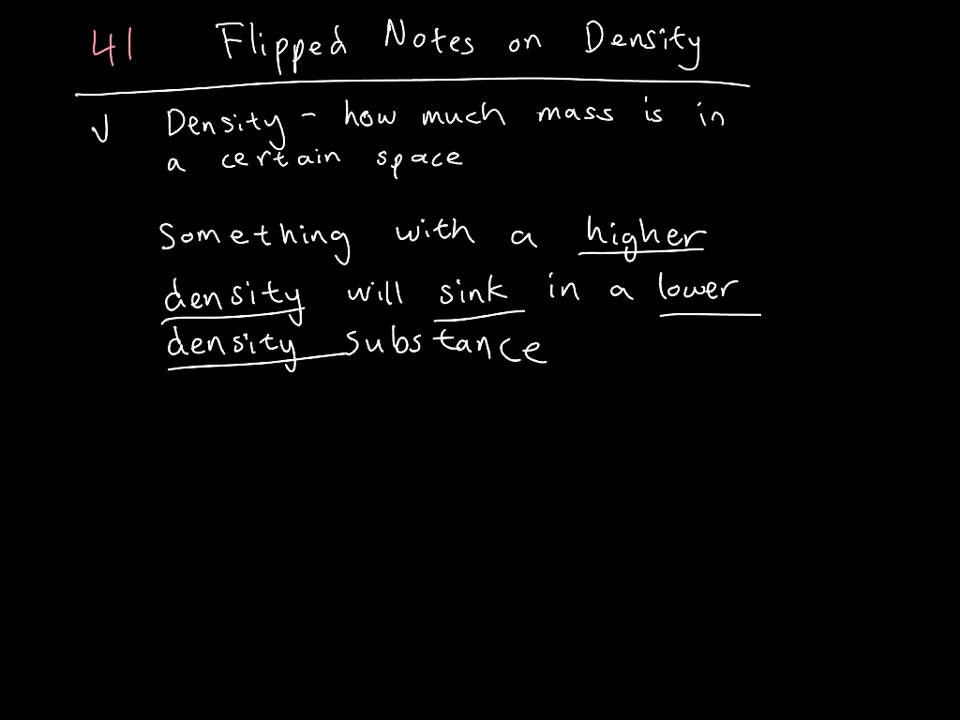 41 Flipped Notes on Density
√ Density - how much mass is in
a certain space
Something with a higher
density will sink in a lower
density substance